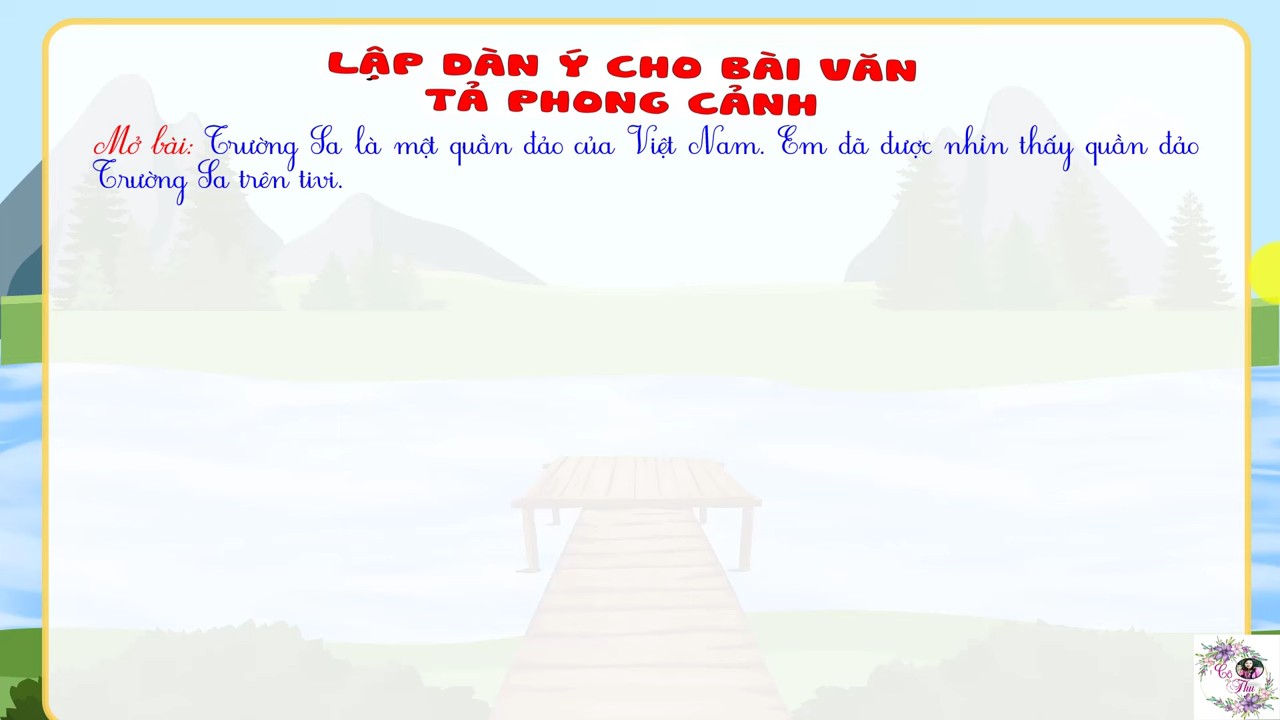 LẬP DÀN Ý CHO BÀI VĂN
TẢ PHONG CẢNH
Mở bài: Trường Sa là một quần đảo của Việt Nam. Em đã được nhìn thấy quần đảo
Trường Sa trên tivi.
Cô
Thu